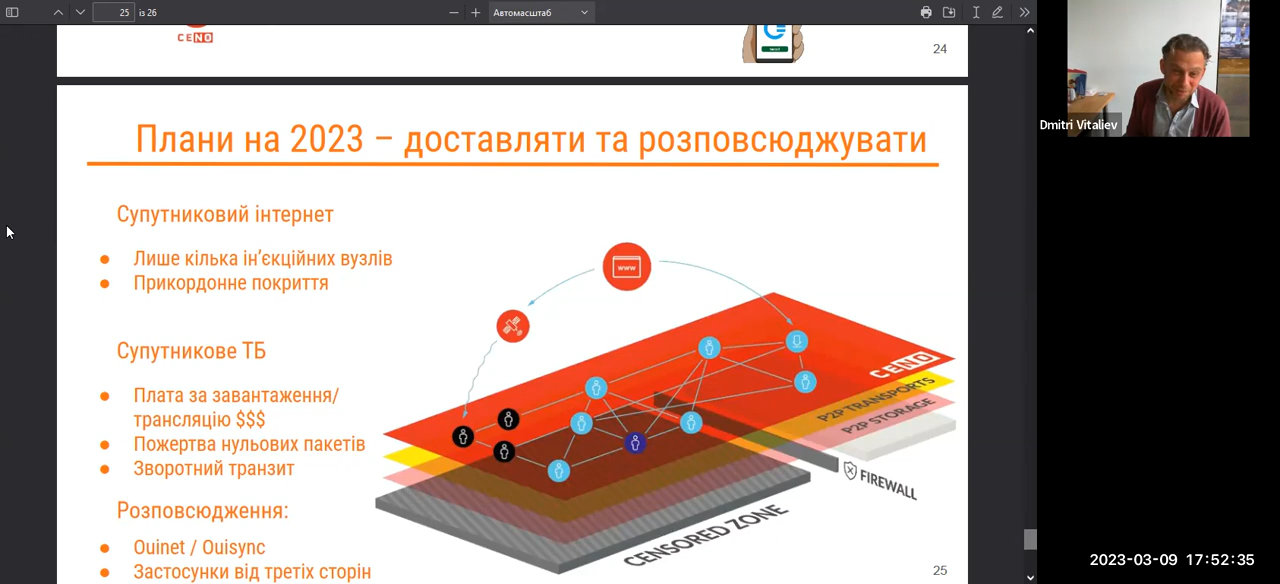 25 із 26
Автомасштаб
CENO
24
Плани на 2023 – доставляти та розповсюджувати
Супутниковий інтернет
● Лише кілька ін’єкційних вузлів
● Прикордонне покриття
Супутникове ТБ
● Плата за завантаження/
трансляцію $$$
● Пожертва нульових пакетів
● Зворотний транзит
Розповсюдження:
● Ouinet / Ouisync
● Застосунки від третіх сторін
www
CENO
P2P TRANSPORTS
P2P STORAGE
FIREWALL
CENSORED ZONE
25
Dmitri Vitaliev
2023-03-09 17:52:35